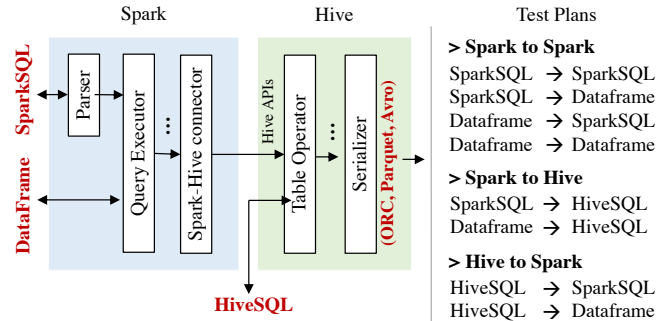 Spark
Hive
Test Plans
SparkSQL
DataFrame
Parser
Query Executor
...
Spark-Hive connector
Hive APIs
Table Operator
...
Serializer
(ORC, Parquet, Avro)
HiveSQL
> Spark to Spark
SparkSQL → SparkSQL
SparkSQL → Dataframe
Dataframe → SparkSQL
Dataframe → Dataframe
> Spark to Hive
SparkSQL → HiveSQL
Dataframe → HiveSQL
> Hive to Spark
HiveSQL → SparkSQL
HiveSQL → Dataframe